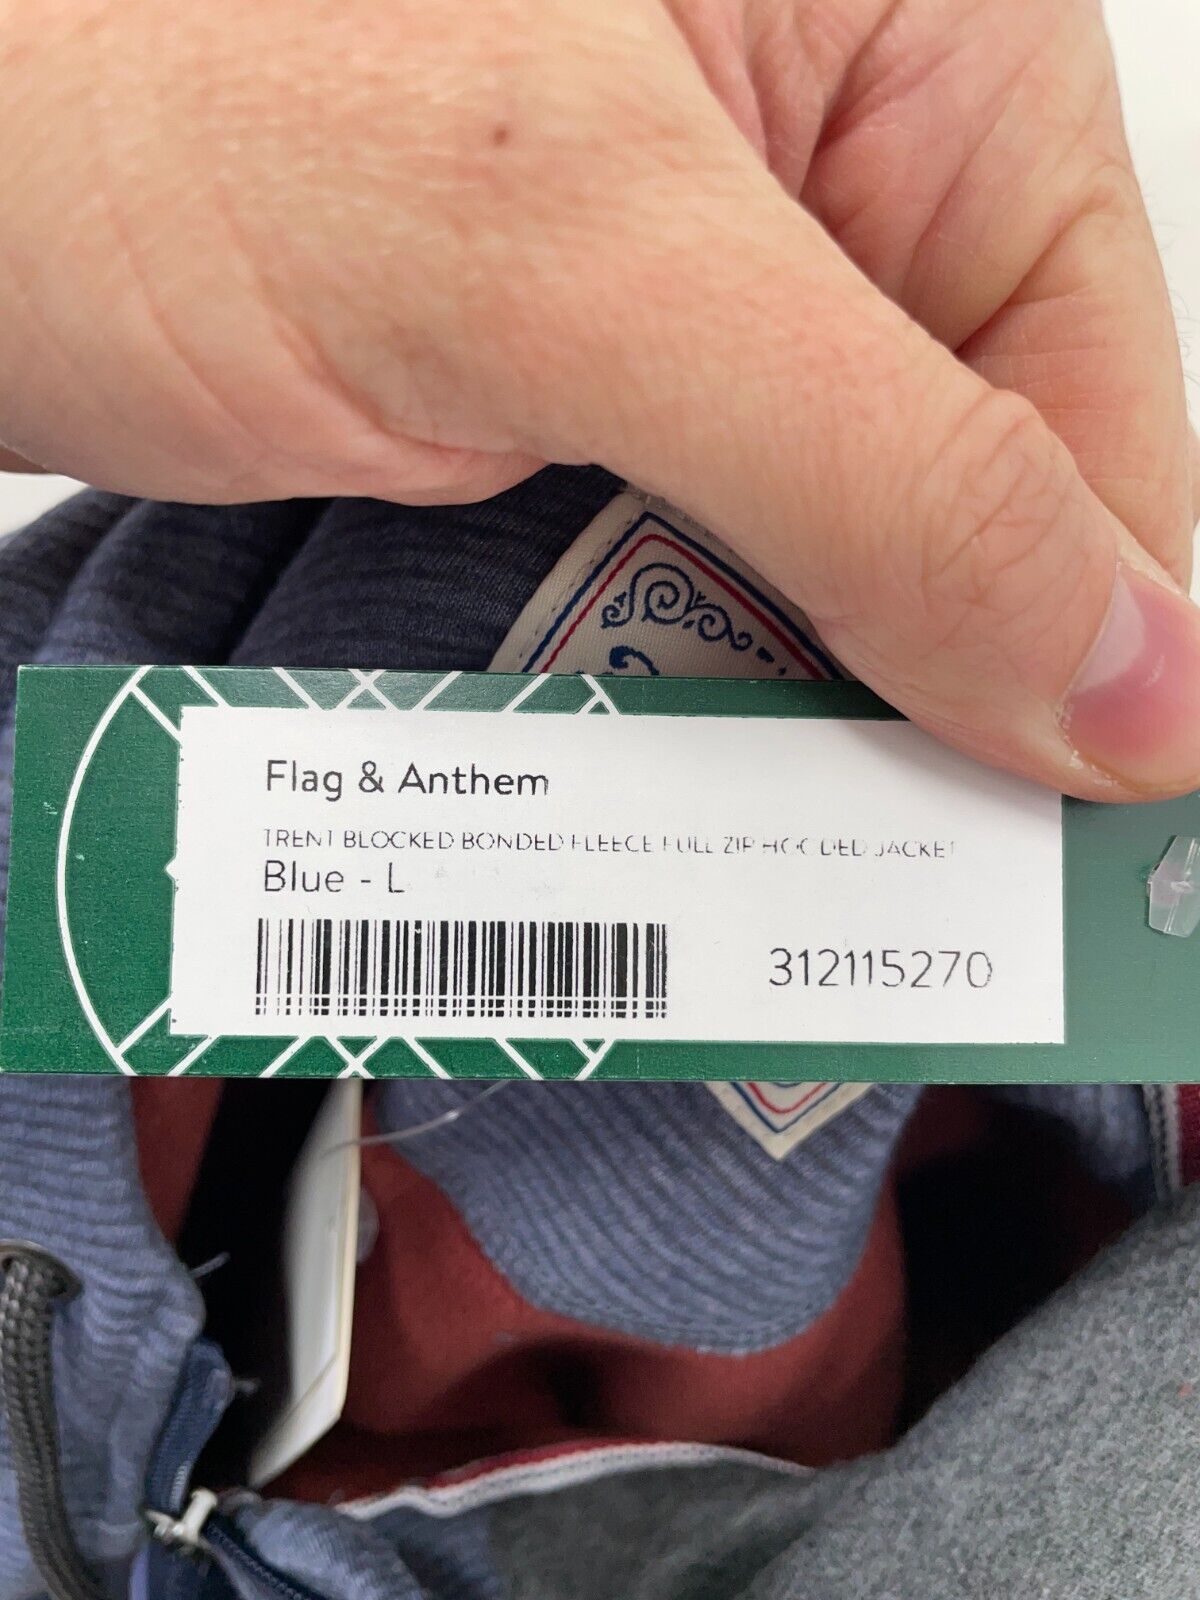 Flag & Anthem
TRENT BLOCKED BONDED FLEECE FULL ZIP HOODED JACKET
Blue - L
312115270